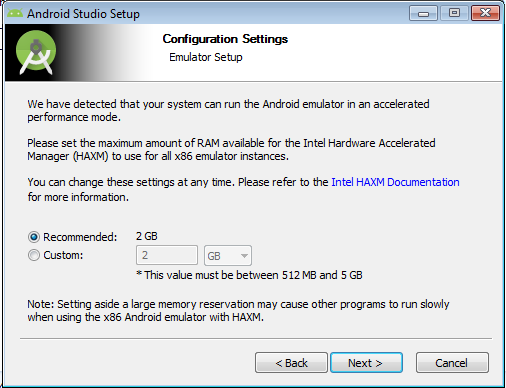 Android Studio Setup
Configuration Settings
Emulator Setup
We have detected that your system can run the Android emulator in an accelerated
performance mode.
Please set the maximum amount of RAM available for the Intel Hardware Accelerated
Manager (HAXM) to use for all x86 emulator instances.
You can change these settings at any time. Please refer to the Intel HAXM Documentation
for more information.
Recommended: 2 GB
Custom: 2 GB
* This value must be between 512 MB and 5 GB
Note: Setting aside a large memory reservation may cause other programs to run slowly
when using the x86 Android emulator with HAXM.
< Back Next > Cancel